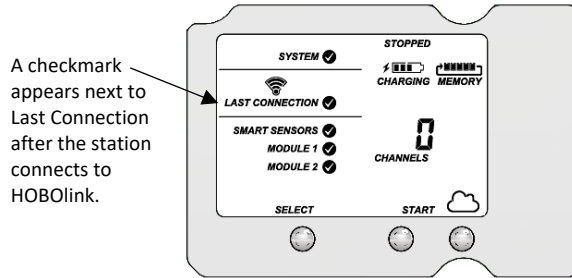 A checkmark
appears next to
Last Connection
after the station
connects to
HOBOlink.
SYSTEM
STOPPED
CHARGING MEMORY
LAST CONNECTION
SMART SENSORS
MODULE 1
MODULE 2
0
CHANNELS
SELECT START